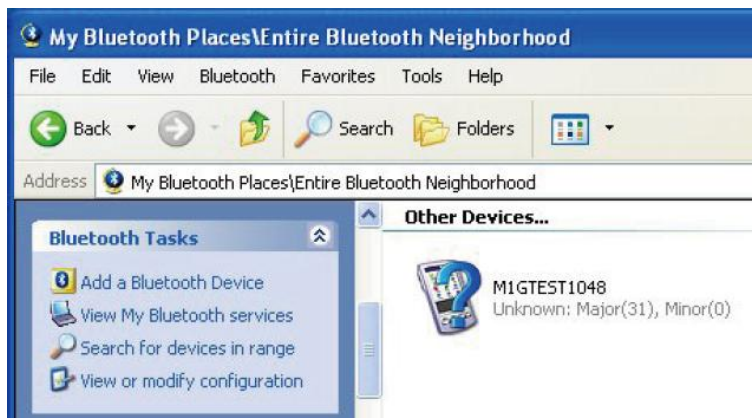 My Bluetooth Places\Entire Bluetooth Neighborhood
File Edit View Bluetooth Favorites Tools Help
Back Search Folders
Address My Bluetooth Places\Entire Bluetooth Neighborhood
Bluetooth Tasks
Add a Bluetooth Device
View My Bluetooth services
Search for devices in range
View or modify configuration
Other Devices...
M1GTEST1048
Unknown: Major(31), Minor(0)